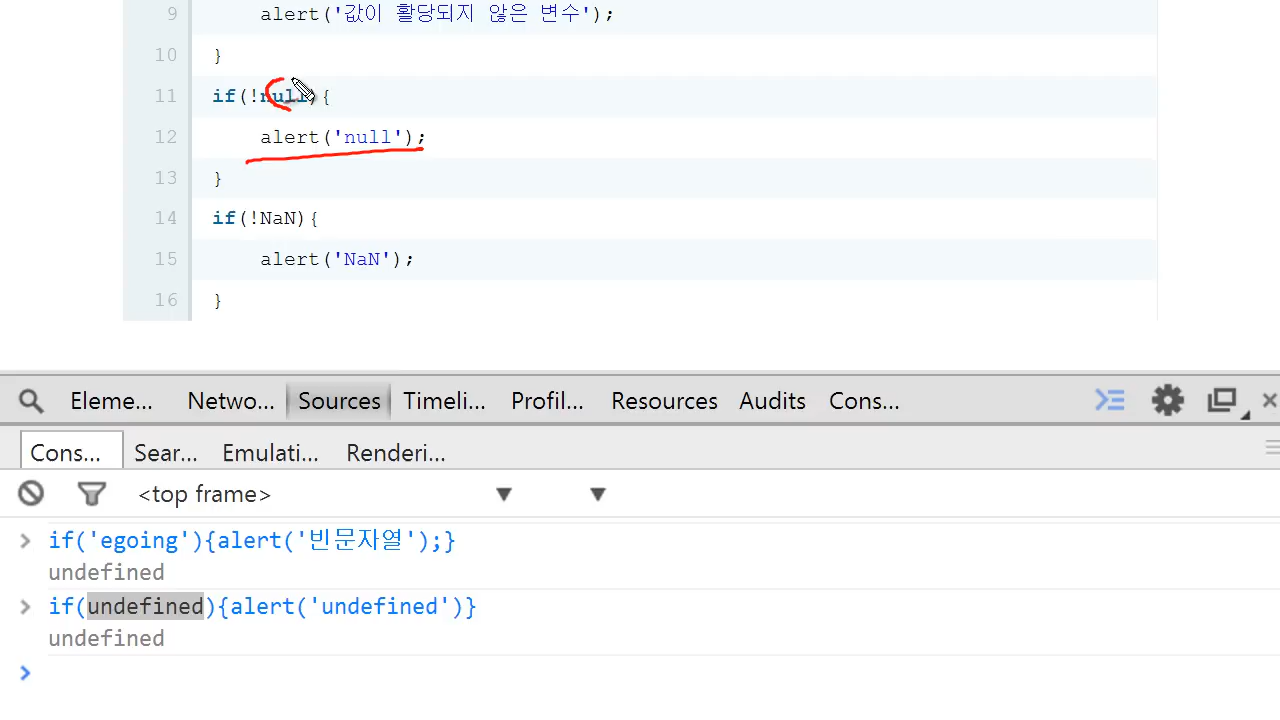 9 alert('값이 할당되지 않은 변수');
10 }
11 if(!null){
12 alert('null');
13 }
14 if(!NaN){
15 alert('NaN');
16 }
Eleme... Netwo... Sources Timeli... Profil... Resources Audits Cons...
Cons... Sear... Emulati... Renderi...
<top frame>
> if('egoing'){alert('빈문자열');}
undefined
> if(undefined){alert('undefined')}
undefined
>